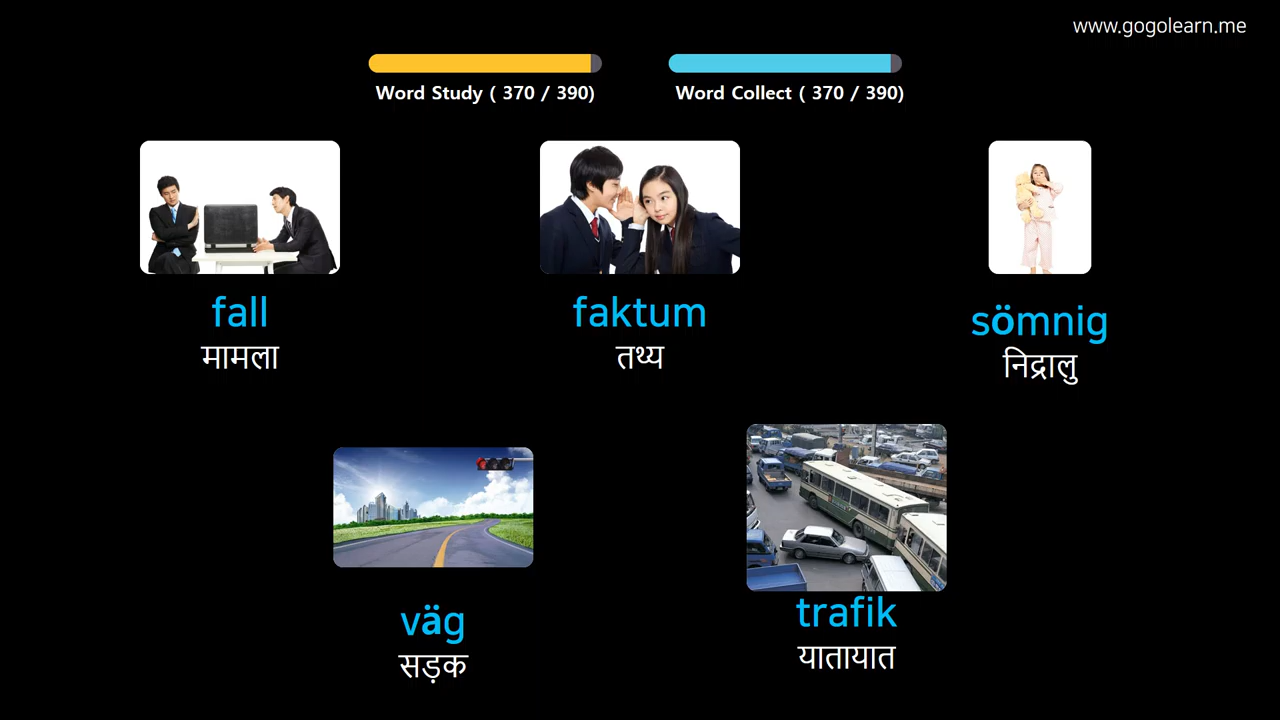 www.gogolearn.me
Word Study ( 370 / 390)
Word Collect ( 370 / 390)
fall
मामला
faktum
तथ्य
sömnig
निद्रालु
väg
सड़क
trafik
यातायात